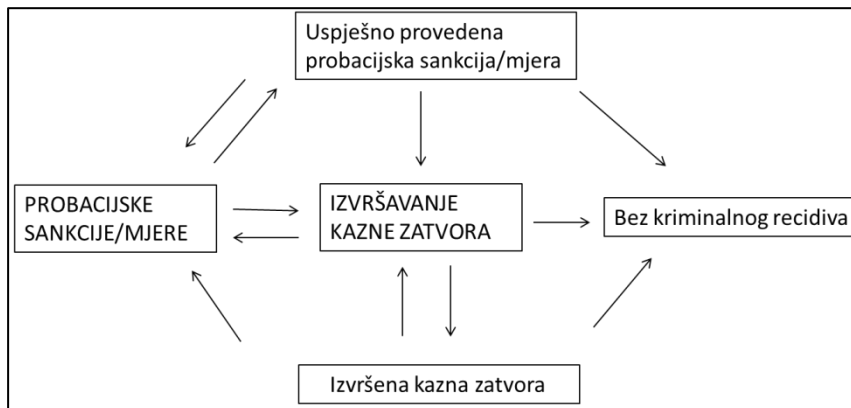 Uspješno provedena
probacijska sankcija/mjera
PROBACIJSKE
SANKCIJE/MJERE
IZVRŠAVANJE
KAZNE ZATVORA
Bez kriminalnog recidiva
Izvršena kazna zatvora